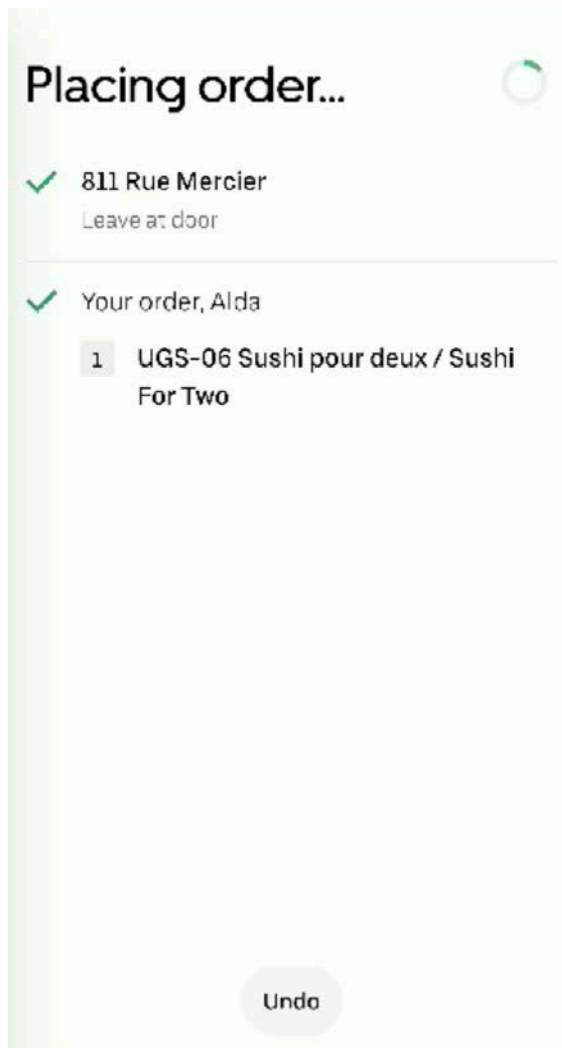 Placing order...
811 Rue Mercier
Leave at door
Your order, Alda
1 UGS-06 Sushi pour deux / Sushi
For Two
Undo